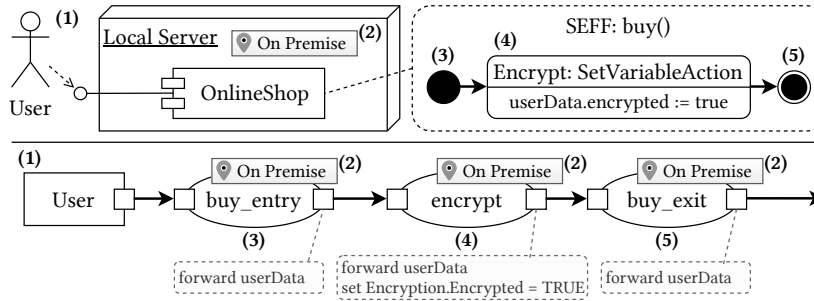 (1)
Local Server
(2)
On Premise
User
OnlineShop
SEFF: buy()
(3)
(4)
(5)
Encrypt: SetVariableAction
userData.encrypted := true
(1)
On Premise
(2)
On Premise
(2)
On Premise
(2)
User
buy_entry
encrypt
buy_exit
(3)
(4)
(5)
forward userData
forward userData
set Encryption.Encrypted = TRUE
forward userData